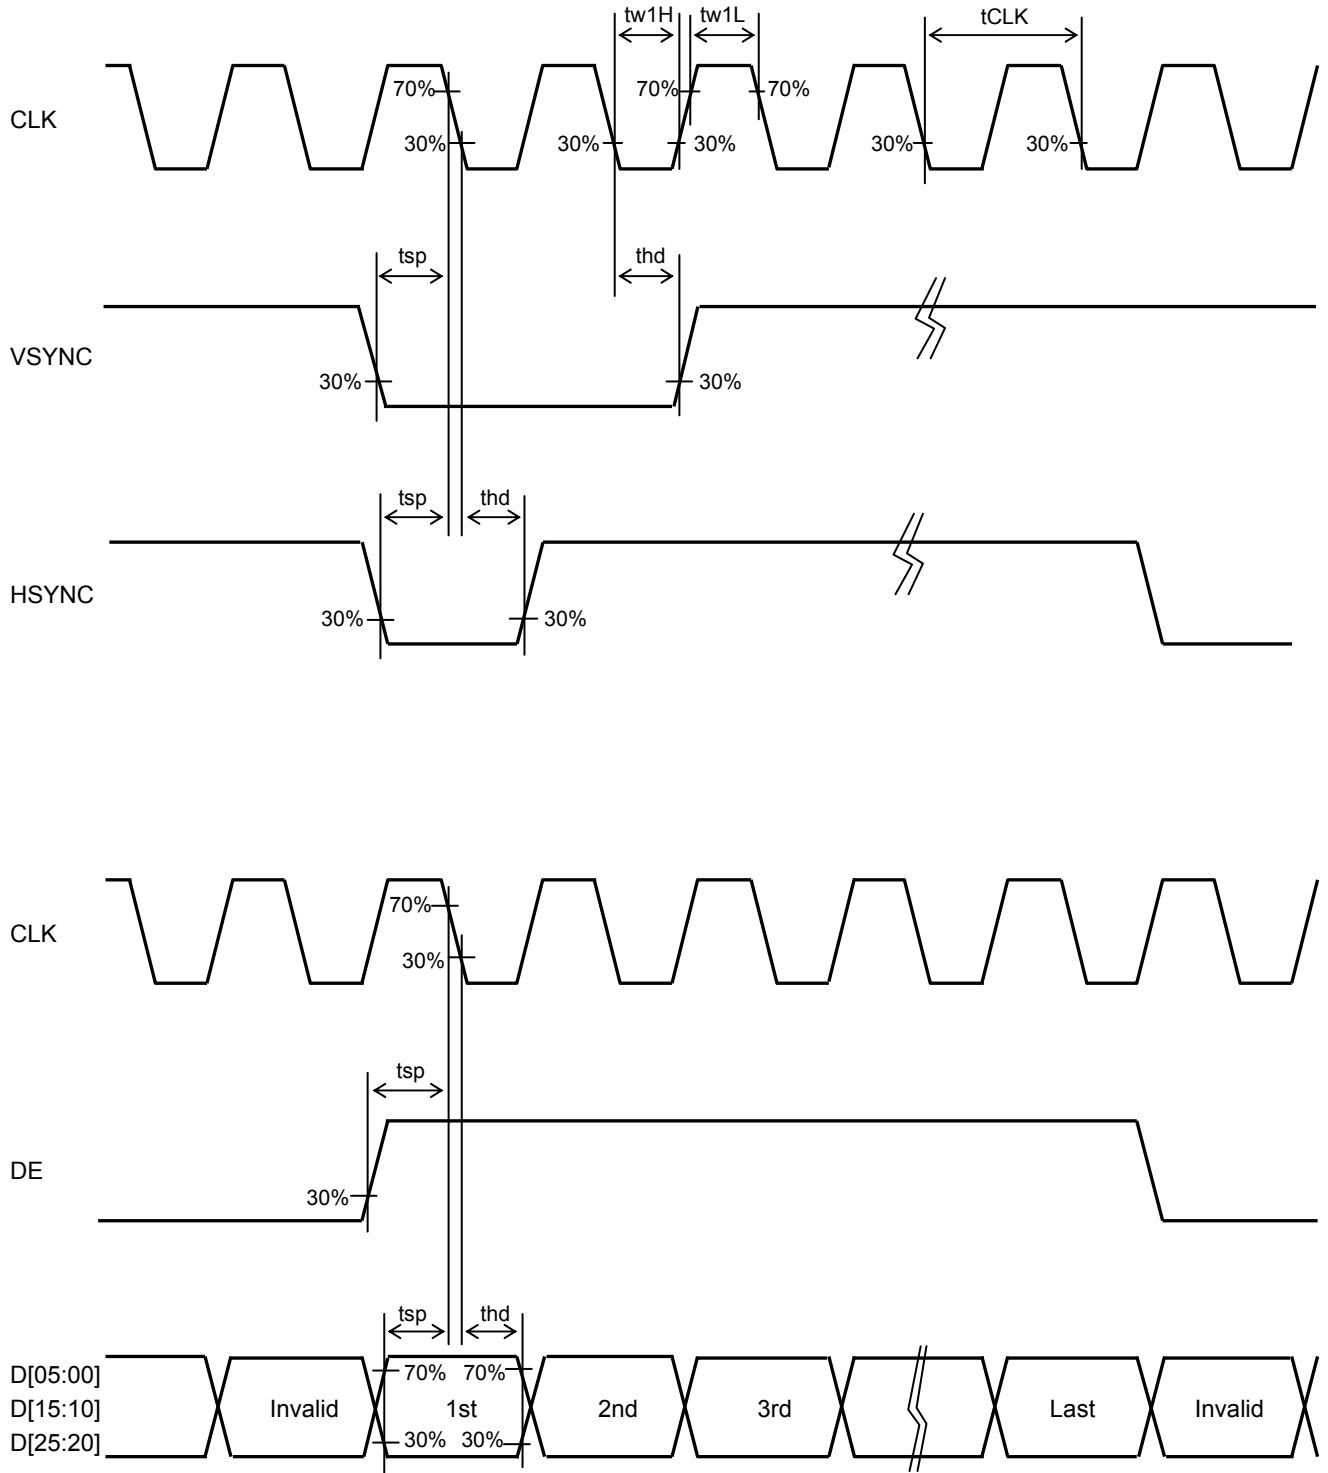 tw1H tw1L tCLK
70% 70% 70%
CLK
30% 30% 30% 30% 30%
tsp thd
VSYNC
30% 30%
tsp thd
HSYNC
30% 30%
70%
CLK
30%
tsp
DE
30%
tsp thd
D[05:00] 70% 70%
D[15:10] Invalid 1st 2nd 3rd Last Invalid
D[25:20] 30% 30%